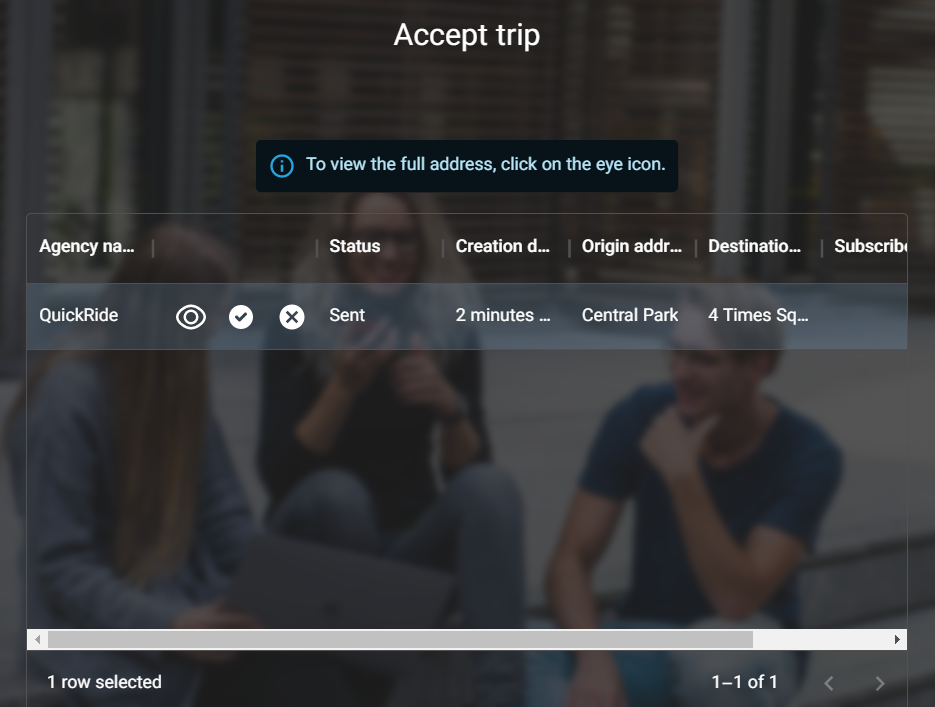 Accept trip
To view the full address, click on the eye icon.
Agency na... Status Creation d... Origin addr... Destinatio... Subscribe
QuickRide Sent 2 minutes ... Central Park 4 Times Sq...
1 row selected 1–1 of 1